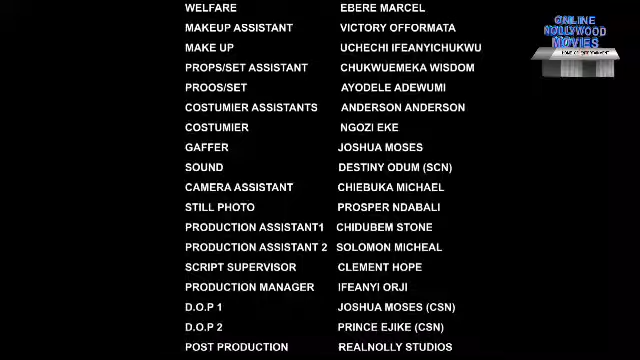 WELFARE EBERE MARCEL
MAKEUP ASSISTANT VICTORY OFFORMATA
MAKE UP UCHECHI IFEANYICHUKWU
PROPS/SET ASSISTANT CHUKWUEMEKA WISDOM
PROOS/SET AYODELE ADEWUMI
COSTUMIER ASSISTANTS ANDERSON ANDERSON
COSTUMIER NGOZI EKE
GAFFER JOSHUA MOSES
SOUND DESTINY ODUM (SCN)
CAMERA ASSISTANT CHIEBUKA MICHAEL
STILL PHOTO PROSPER NDABALI
PRODUCTION ASSISTANT1 CHIDUBEM STONE
PRODUCTION ASSISTANT 2 SOLOMON MICHEAL
SCRIPT SUPERVISOR CLEMENT HOPE
PRODUCTION MANAGER IFEANYI ORJI
D.O.P 1 JOSHUA MOSES (CSN)
D.O.P 2 PRINCE EJIKE (CSN)
POST PRODUCTION REALNOLLY STUDIOS
ONLINE
NOLLYWOOD
MOVIES